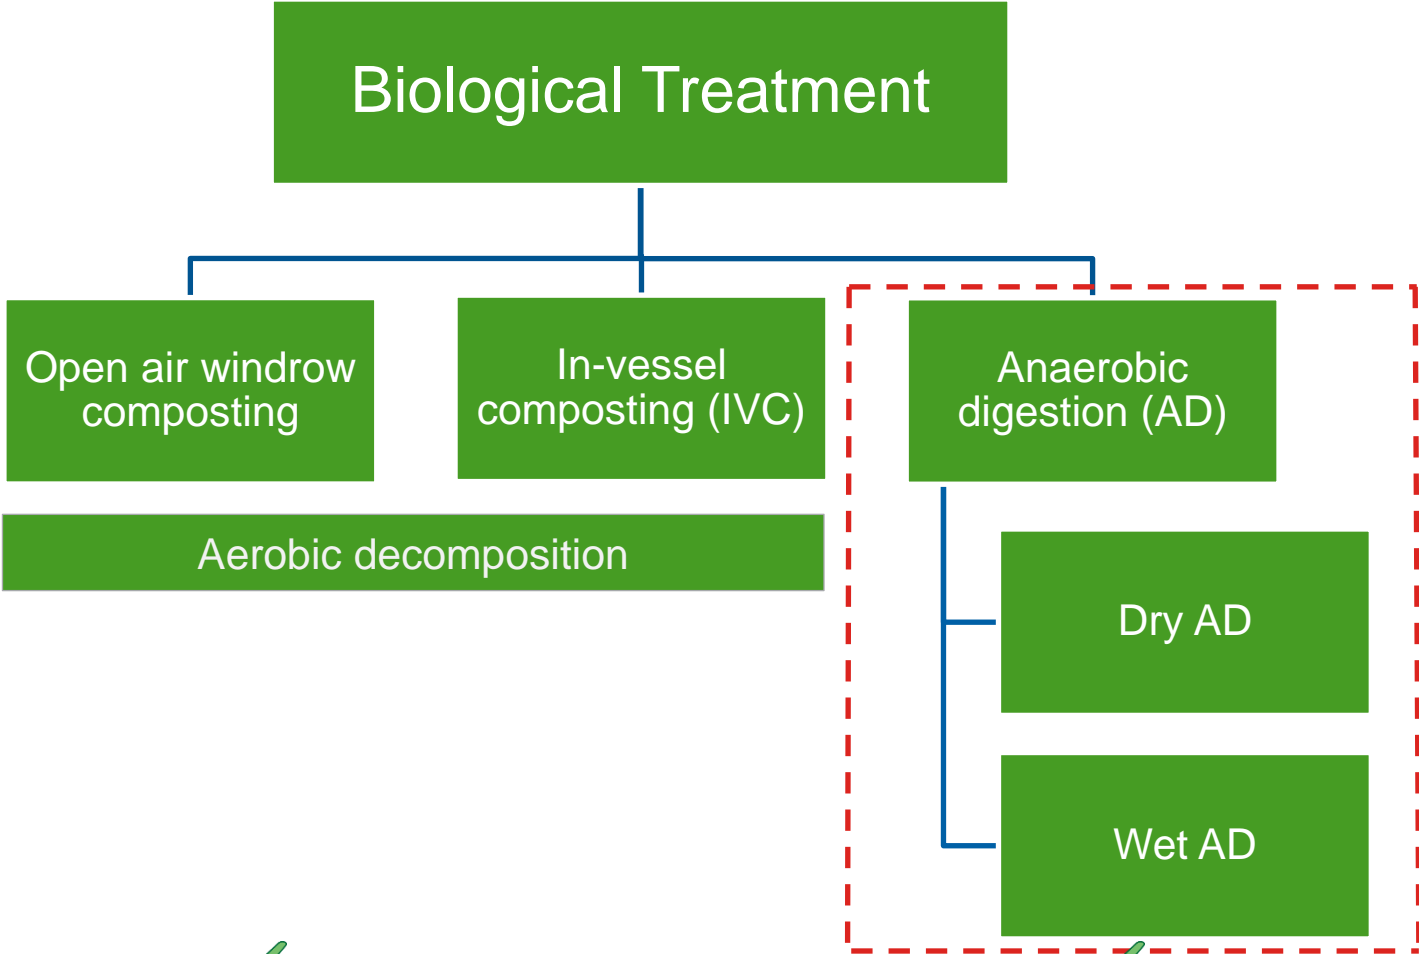 Biological Treatment
Open air windrow
composting
In-vessel
composting (IVC)
Anaerobic
digestion (AD)
Aerobic decomposition
Dry AD
Wet AD